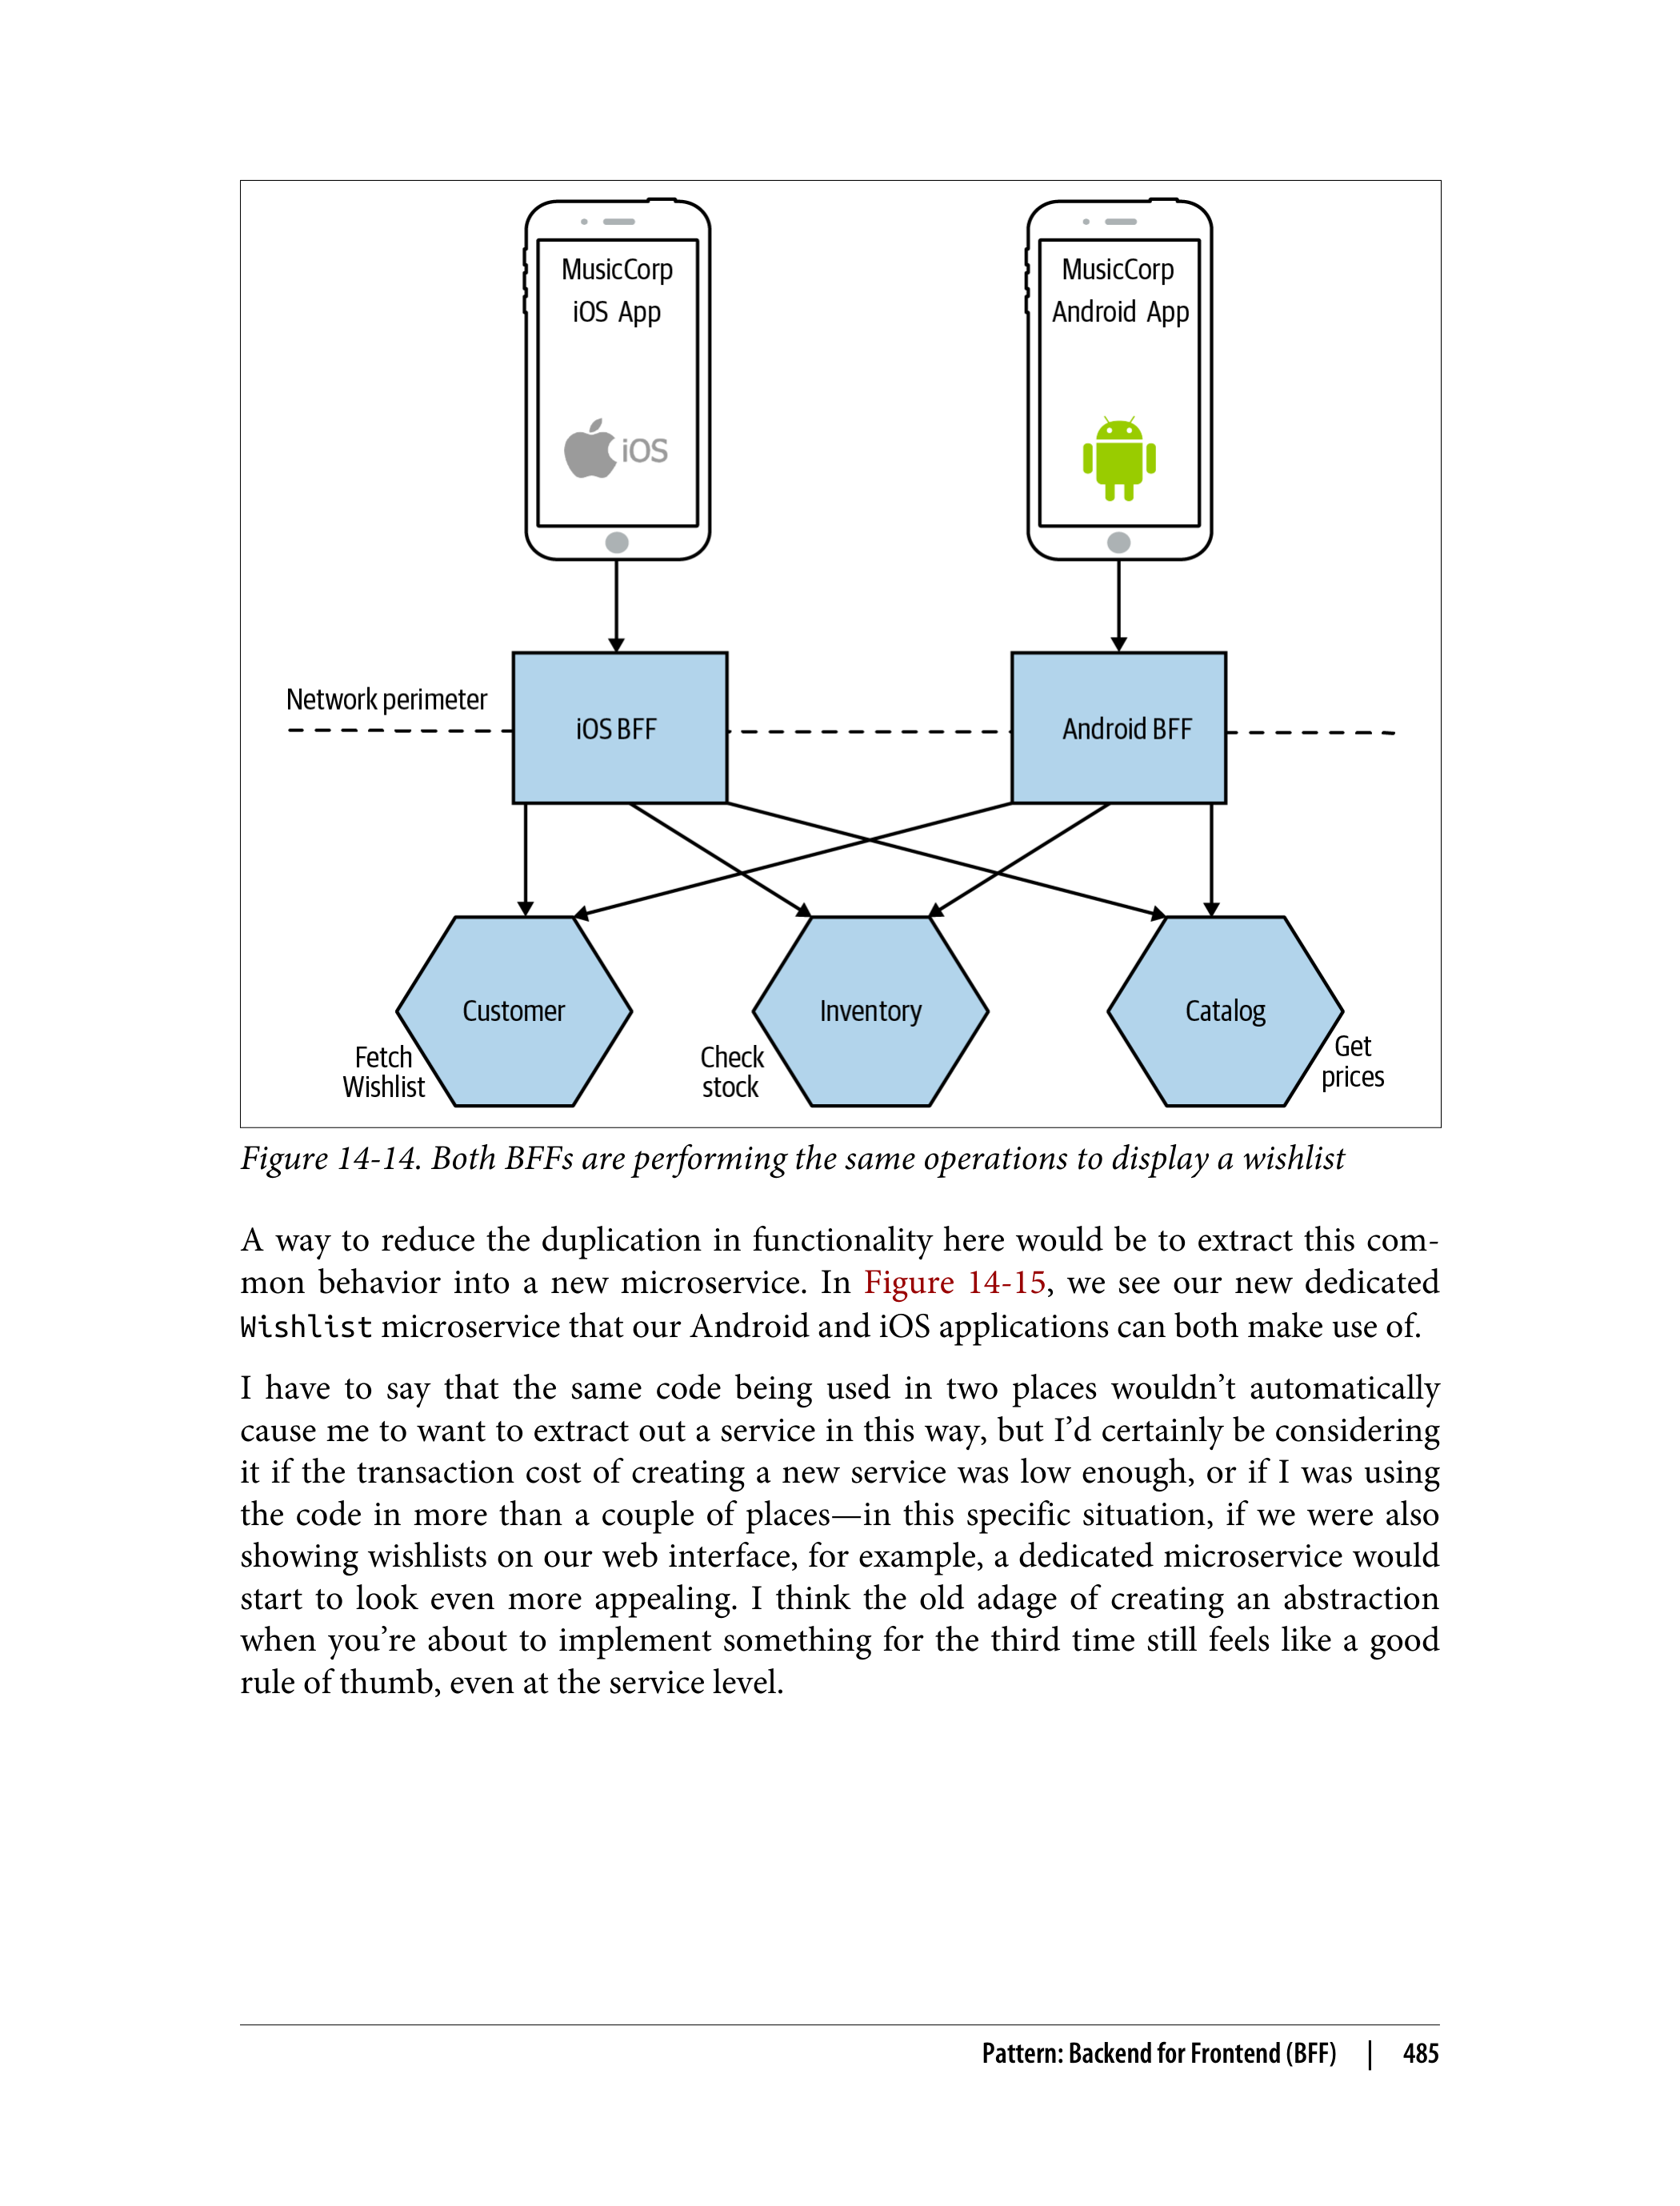 MusicCorp
iOS App
iOS
MusicCorp
Android App
Network perimeter
iOS BFF
Android BFF
Customer
Fetch
Wishlist
Inventory
Check
stock
Catalog
Get
prices
Figure 14-14. Both BFFs are performing the same operations to display a wishlist
A way to reduce the duplication in functionality here would be to extract this com-
mon behavior into a new microservice. In Figure 14-15, we see our new dedicated
Wishlist microservice that our Android and iOS applications can both make use of.
I have to say that the same code being used in two places wouldn’t automatically
cause me to want to extract out a service in this way, but I’d certainly be considering
it if the transaction cost of creating a new service was low enough, or if I was using
the code in more than a couple of places—in this specific situation, if we were also
showing wishlists on our web interface, for example, a dedicated microservice would
start to look even more appealing. I think the old adage of creating an abstraction
when you’re about to implement something for the third time still feels like a good
rule of thumb, even at the service level.
Pattern: Backend for Frontend (BFF) | 485